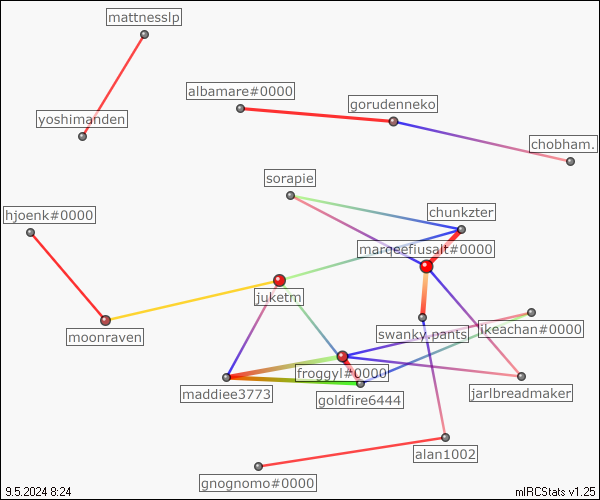 mattnesslp
albamare#0000
gorudenneko
yoshimanden
chobham.
sorapie
hjoenk#0000
chunkzter
marqeefiusalt#0000
juketm
moonraven
swanky.pants
ikeachan#0000
froggyl#0000
maddiee3773
goldfire6444
jarlbreadmaker
alan1002
gnognomo#0000
9.5.2024 8:24
mIRCStats v1.25